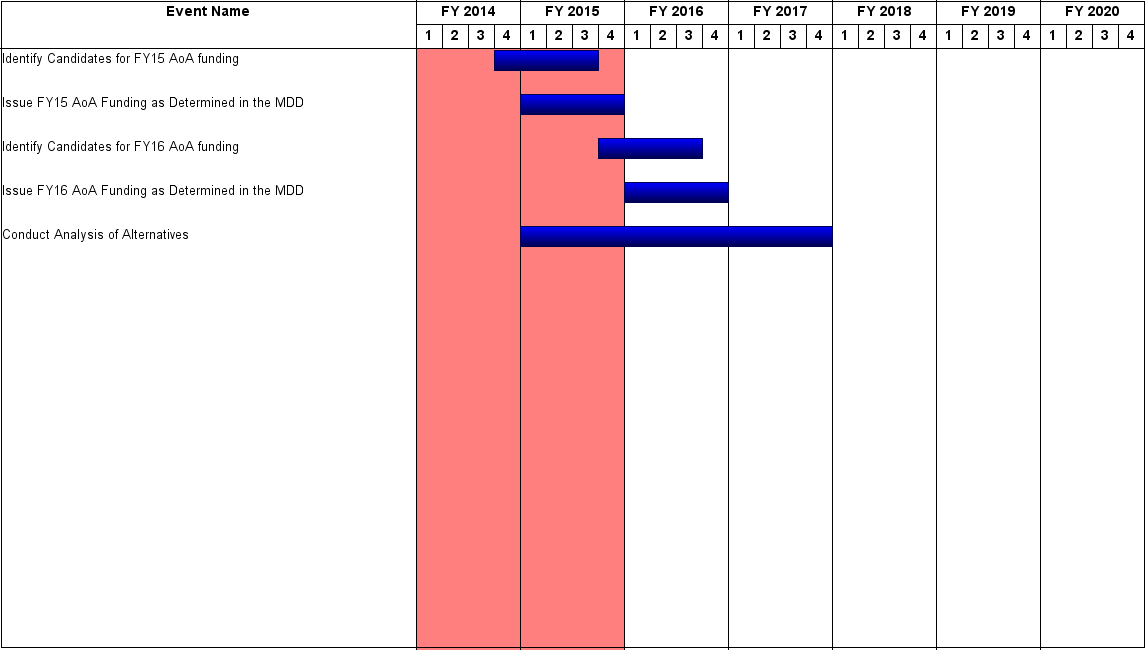 Event Name FY 2014 FY 2015 FY 2016 FY 2017 FY 2018 FY 2019 FY 2020
1 2 3 4 1 2 3 4 1 2 3 4 1 2 3 4 1 2 3 4 1 2 3 4 1 2 3 4
Identify Candidates for FY15 AoA funding
Issue FY15 AoA Funding as Determined in the MDD
Identify Candidates for FY16 AoA funding
Issue FY16 AoA Funding as Determined in the MDD
Conduct Analysis of Alternatives